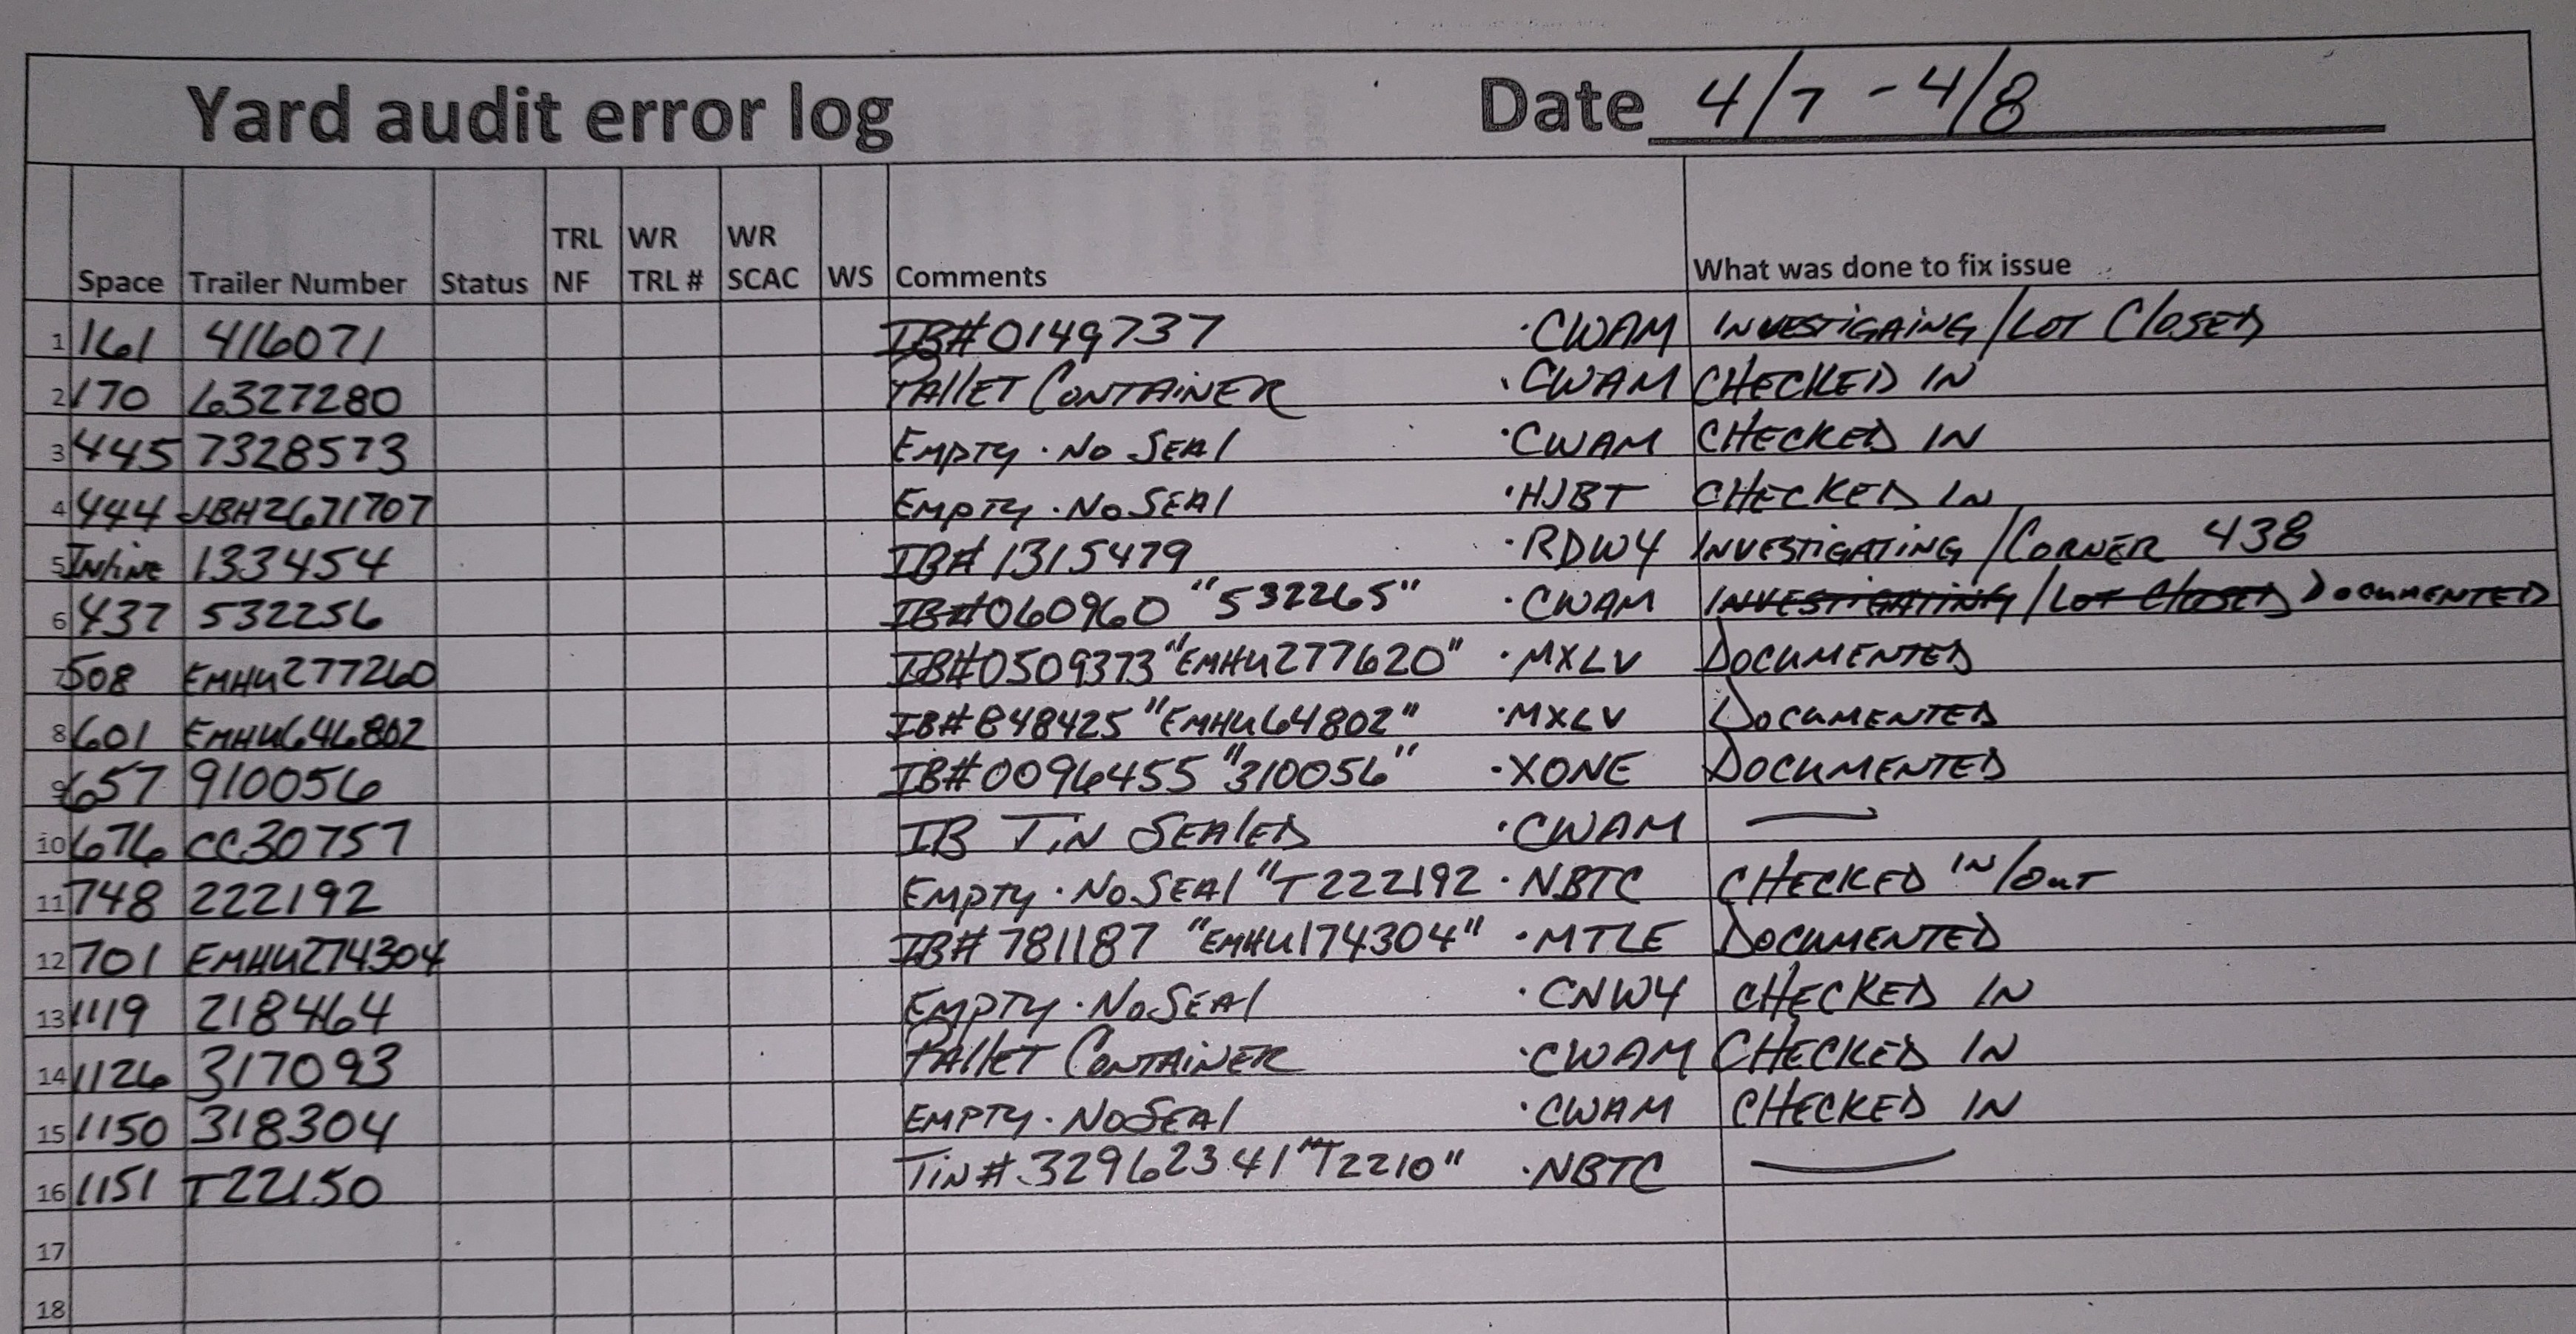 Yard audit error log Date 4/7 - 4/8
Space Trailer Number Status TRL NF WR TRL # WR SCAC WS Comments What was done to fix issue
1 161 416071 IB#0149737 ·CWAM INVESTIGAING/LOT CLOSED
2 170 6327280 PALLET CONTAINER ·CWAM CHECKED IN
3 445 7328573 EMPTY·NO SEAL ·CWAM CHECKED IN
4 444 JBHZ671707 EMPTY·NO SEAL ·HJBT CHECKED IN
5 INLINE 133454 IB#1315479 ·RDWY INVESTIGATING/CORNER 438
6 437 532256 IB#060960 "532265" ·CWAM INVESTIGATING/LOT CLOSED DOCUMENTED
7 508 EMHU277260 IB#0509373 "EMHU277620" ·MXLV DOCUMENTED
8 601 EMHU646802 IB#848425 "EMHU64802" ·MXLV DOCUMENTED
9 657 910056 IB#0096455 "310056" ·XONE DOCUMENTED
10 676 CC30757 IB TIN SEALED ·CWAM —
11 748 222192 EMPTY·NO SEAL "T222192 ·NBTC CHECKED IN/OUT
12 701 EMHU274304 IB#781187 "EMHU174304" ·MTLE DOCUMENTED
13 1119 218464 EMPTY·NO SEAL ·CNWY CHECKED IN
14 1126 317093 PALLET CONTAINER ·CWAM CHECKED IN
15 1150 318304 EMPTY·NO SEAL ·CWAM CHECKED IN
16 1151 T22150 TIN#32962341 "T2210" ·NBTC —
17
18